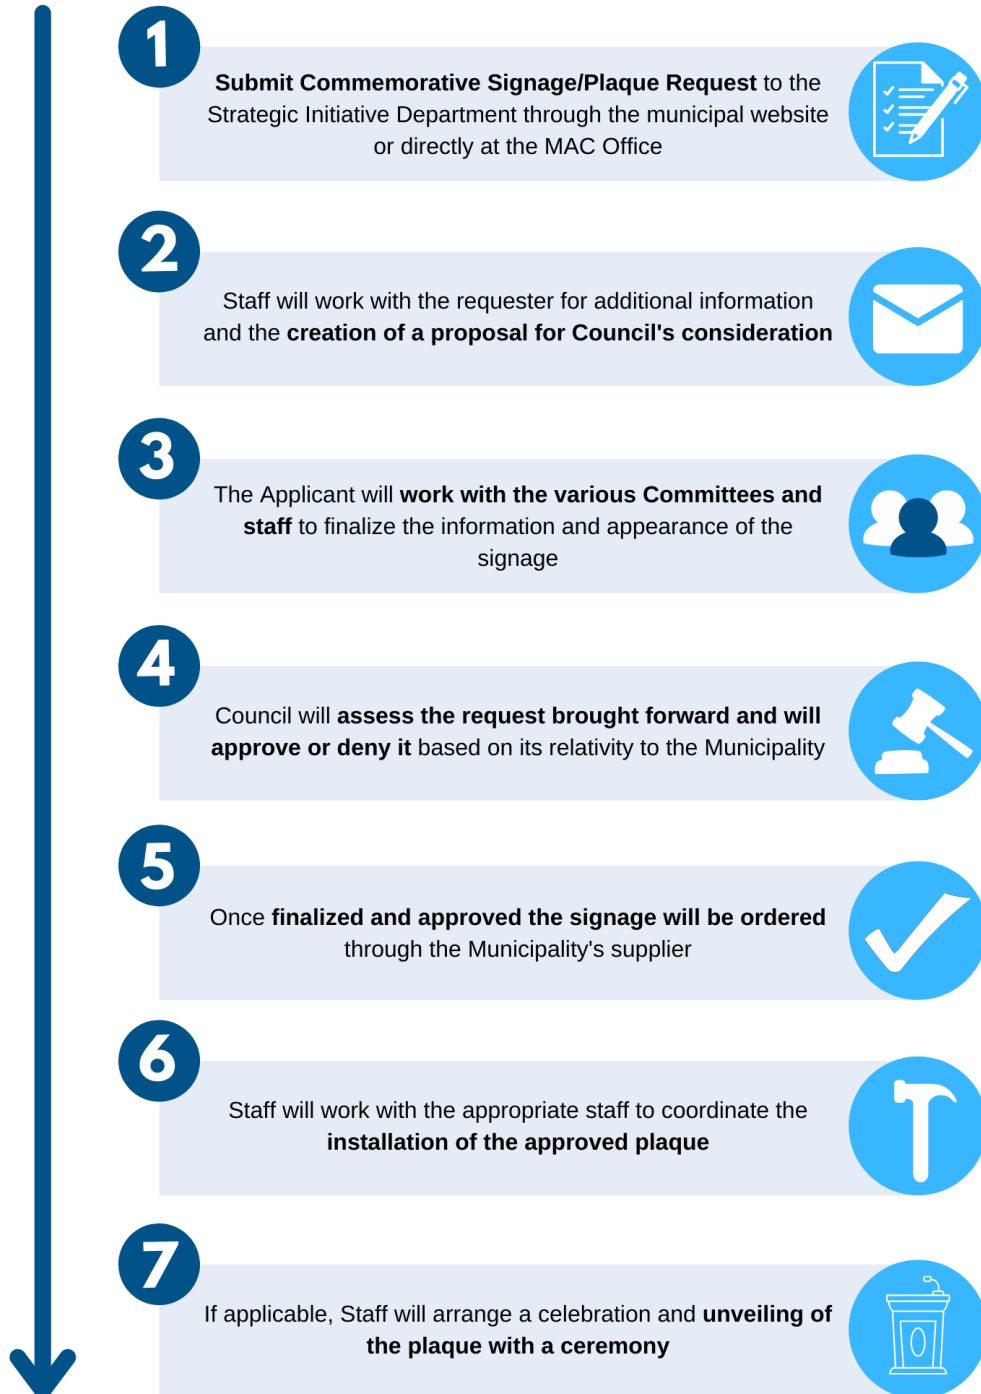 1
Submit Commemorative Signage/Plaque Request to the
Strategic Initiative Department through the municipal website
or directly at the MAC Office
2
Staff will work with the requester for additional information
and the creation of a proposal for Council's consideration
3
The Applicant will work with the various Committees and
staff to finalize the information and appearance of the
signage
4
Council will assess the request brought forward and will
approve or deny it based on its relativity to the Municipality
5
Once finalized and approved the signage will be ordered
through the Municipality's supplier
6
Staff will work with the appropriate staff to coordinate the
installation of the approved plaque
7
If applicable, Staff will arrange a celebration and unveiling of
the plaque with a ceremony